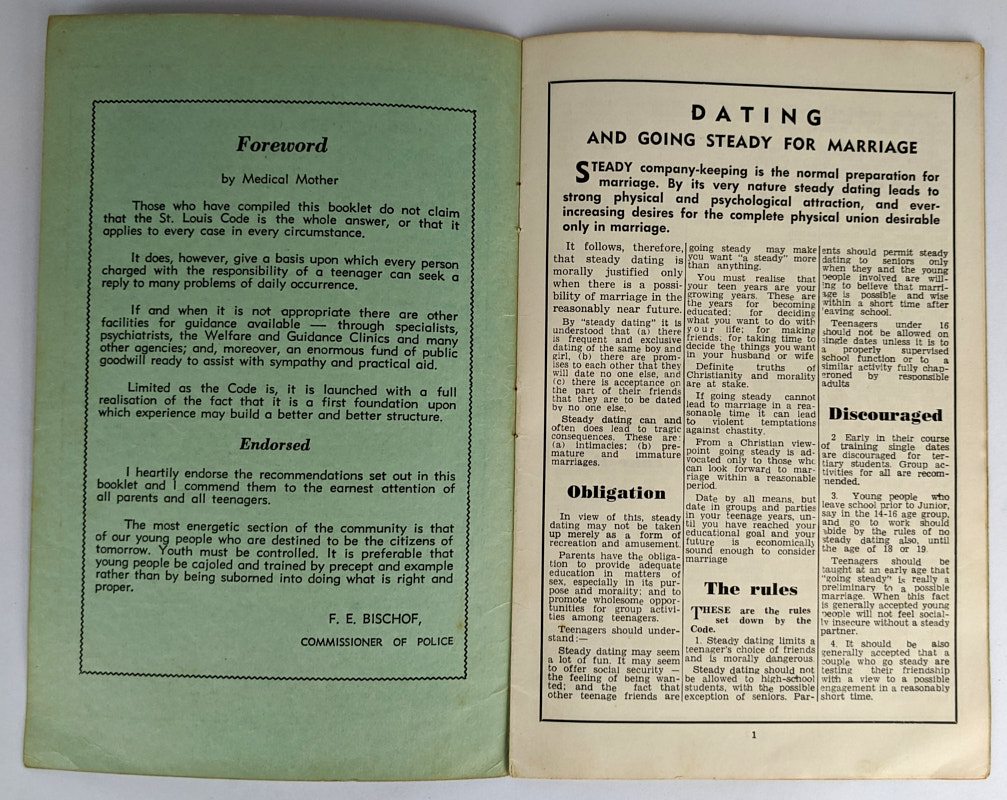 Foreword
by Medical Mother
Those who have compiled this booklet do not claim
that the St. Louis Code is the whole answer, or that it
applies to every case in every circumstance.
It does, however, give a basis upon which every person
charged with the responsibility of a teenager can seek a
reply to many problems of daily occurrence.
If and when it is not appropriate there are other
facilities for guidance available — through specialists,
psychiatrists, the Welfare and Guidance Clinics and many
other agencies; and, moreover, an enormous fund of public
goodwill ready to assist with sympathy and practical aid.
Limited as the Code is, it is launched with a full
realisation of the fact that it is a first foundation upon
which experience may build a better and better structure.
Endorsed
I heartily endorse the recommendations set out in this
booklet and I commend them to the earnest attention of
all parents and all teenagers.
The most energetic section of the community is that
of our young people who are destined to be the citizens of
tomorrow. Youth must be controlled. It is preferable that
young people be cajoled and trained by precept and example
rather than by being suborned into doing what is right and
proper.
F. E. BISCHOF,
COMMISSIONER OF POLICE
DATING
AND GOING STEADY FOR MARRIAGE
STEADY company-keeping is the normal preparation for
marriage. By its very nature steady dating leads to
strong physical and psychological attraction, and ever-
increasing desires for the complete physical union desirable
only in marriage.
It follows, therefore,
that steady dating is
morally justified only
when there is a possi-
bility of marriage in the
reasonably near future.
By "steady dating" it is
understood that (a) there
is frequent and exclusive
dating of the same boy and
girl, (b) there are prom-
ises to each other that they
will date no one else, and
(c) there is acceptance on
the part of their friends
that they are to be dated
by no one else.
Steady dating can and
often does lead to tragic
consequences. These are:
(a) intimacies; (b) pre-
mature and immature
marriages.
Obligation
In view of this, steady
dating may not be taken
up merely as a form of
recreation and amusement.
Parents have the obliga-
tion to provide adequate
education in matters of
sex, especially in its pur-
pose and morality; and to
promote wholesome oppor-
tunities for group activi-
ties among teenagers.
Teenagers should under-
stand:—
Steady dating may seem
a lot of fun. It may seem
to offer social security —
the feeling of being wan-
ted; and the fact that
other teenage friends are
going steady may make
you want "a steady" more
than anything.
You must realise that
your teen years are your
growing years. These are
the years for becoming
educated; for deciding
what you want to do with
your life; for making
friends; for taking time to
decide the things you want
in your husband or wife
Definite truths of
Christianity and morality
are at stake.
If going steady cannot
lead to marriage in a rea-
sonable time it can lead
to violent temptations
against chastity.
From a Christian view-
point going steady is ad-
vocated only to those who
can look forward to mar-
riage within a reasonable
period.
Date by all means, but
date in groups and parties
in your teenage years, un-
til you have reached your
educational goal and your
future is economically
sound enough to consider
marriage
The rules
THESE are the rules
set down by the
Code.
1. Steady dating limits a
teenager's choice of friends
and is morally dangerous.
Steady dating should not
be allowed to high-school
students, with the possible
exception of seniors. Par-
ents should permit steady
dating to seniors only
when they and the young
people involved are will-
ing to believe that marri-
age is possible and wise
within a short time after
leaving school.
Teenagers under 16
should not be allowed on
single dates unless it is to
a properly supervised
school function or to a
similar activity fully chap-
eroned by responsible
adults
Discouraged
2 Early in their course
of training single dates
are discouraged for ter-
tiary students. Group ac-
tivities for all are recom-
mended.
3. Young people who
leave school prior to Junior,
say in the 14-16 age group,
and go to work should
abide by the rules of no
steady dating also, until
the age of 18 or 19.
Teenagers should be
taught at an early age that
"going steady" is really a
preliminary to a possible
marriage. When this fact
is generally accepted young
people will not feel social-
ly insecure without a steady
partner.
4. It should be also
generally accepted that a
couple who go steady are
testing their friendship
with a view to a possible
engagement in a reasonably
short time.
1